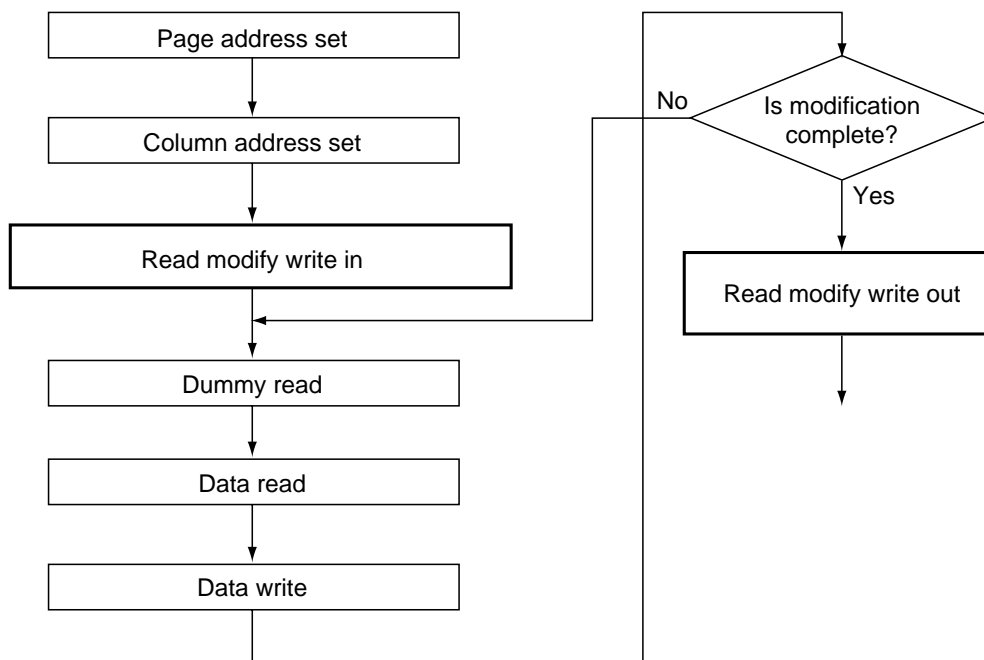 Page address set
Column address set
Read modify write in
Dummy read
Data read
Data write
No
Is modification
complete?
Yes
Read modify write out